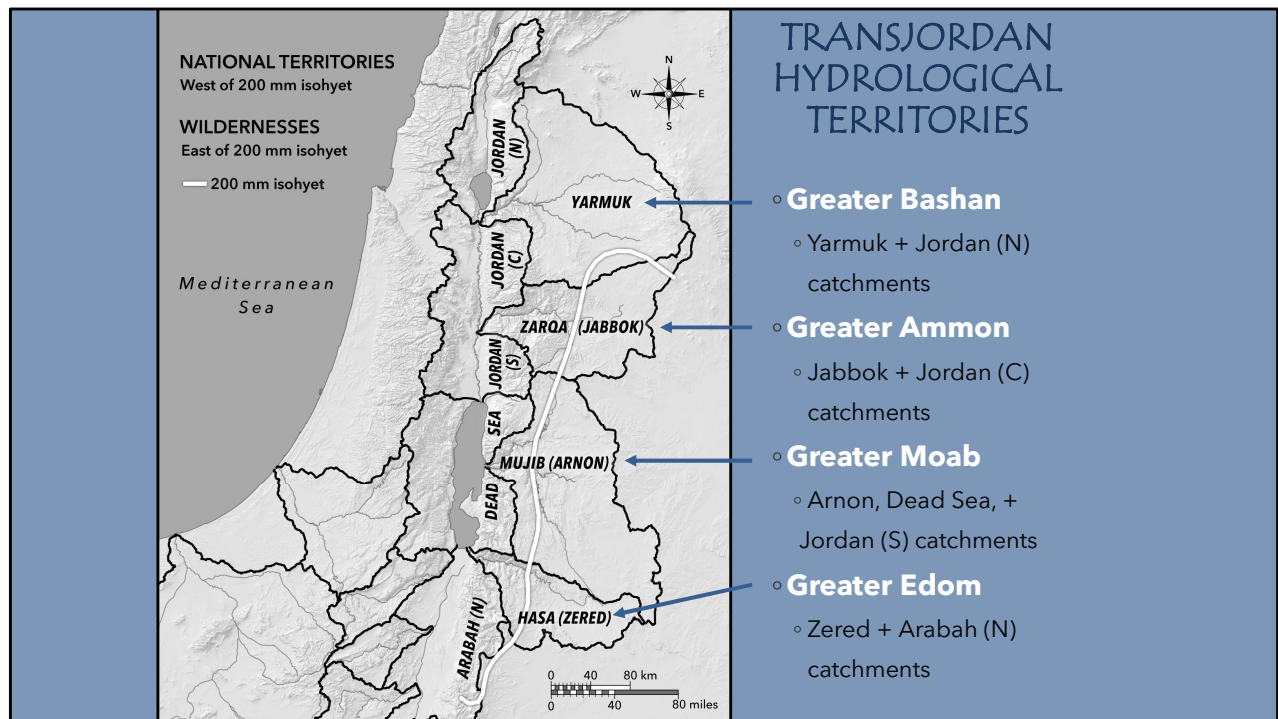 NATIONAL TERRITORIES
West of 200 mm isohyet
WILDERNESSES
East of 200 mm isohyet
200 mm isohyet
N
W
E
S
Mediterranean
Sea
JORDAN
(N)
YARMUK
JORDAN
(C)
ZARQA (JABBOK)
JORDAN
(S)
SEA
MUJIB (ARNON)
DEAD
HASA (ZERED)
ARABAH (N)
0 40 80 km
0 40 80 miles
TRANSJORDAN
HYDROLOGICAL
TERRITORIES
◦ Greater Bashan
◦ Yarmuk + Jordan (N)
catchments
◦ Greater Ammon
◦ Jabbok + Jordan (C)
catchments
◦ Greater Moab
◦ Arnon, Dead Sea, +
Jordan (S) catchments
◦ Greater Edom
◦ Zered + Arabah (N)
catchments